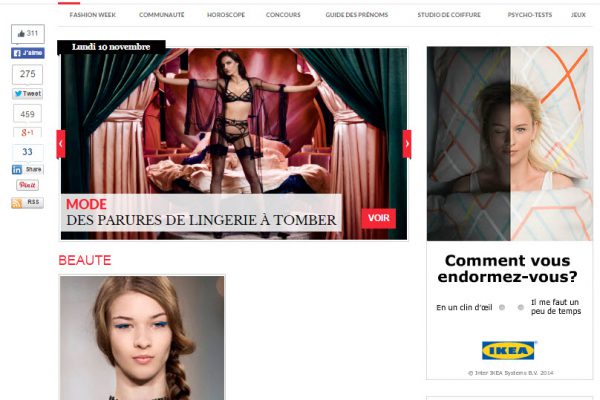 FASHION WEEK COMMUNAUTÉ HOROSCOPE CONCOURS GUIDE DES PRÉNOMS STUDIO DE COIFFURE PSYCHO-TESTS JEUX
311
J'aime
275
Tweet
459
g+1
33
Share
Pinit
RSS
Lundi 10 novembre
MODE
DES PARURES DE LINGERIE À TOMBER
VOIR
BEAUTE
Comment vous
endormez-vous?
En un clin d'œil
Il me faut un
peu de temps
IKEA
© Inter IKEA Systems B.V. 2014